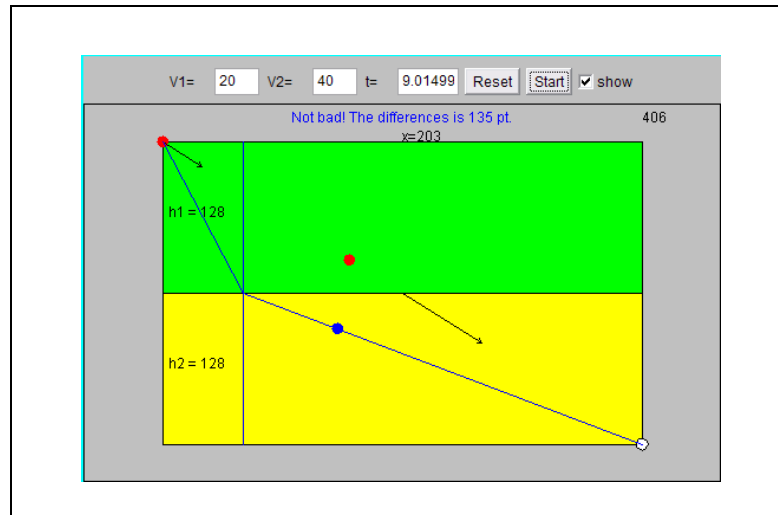 V1= 20 V2= 40 t= 9.01499 Reset Start show
Not bad! The differences is 135 pt. 406
x=203
h1 = 128
h2 = 128